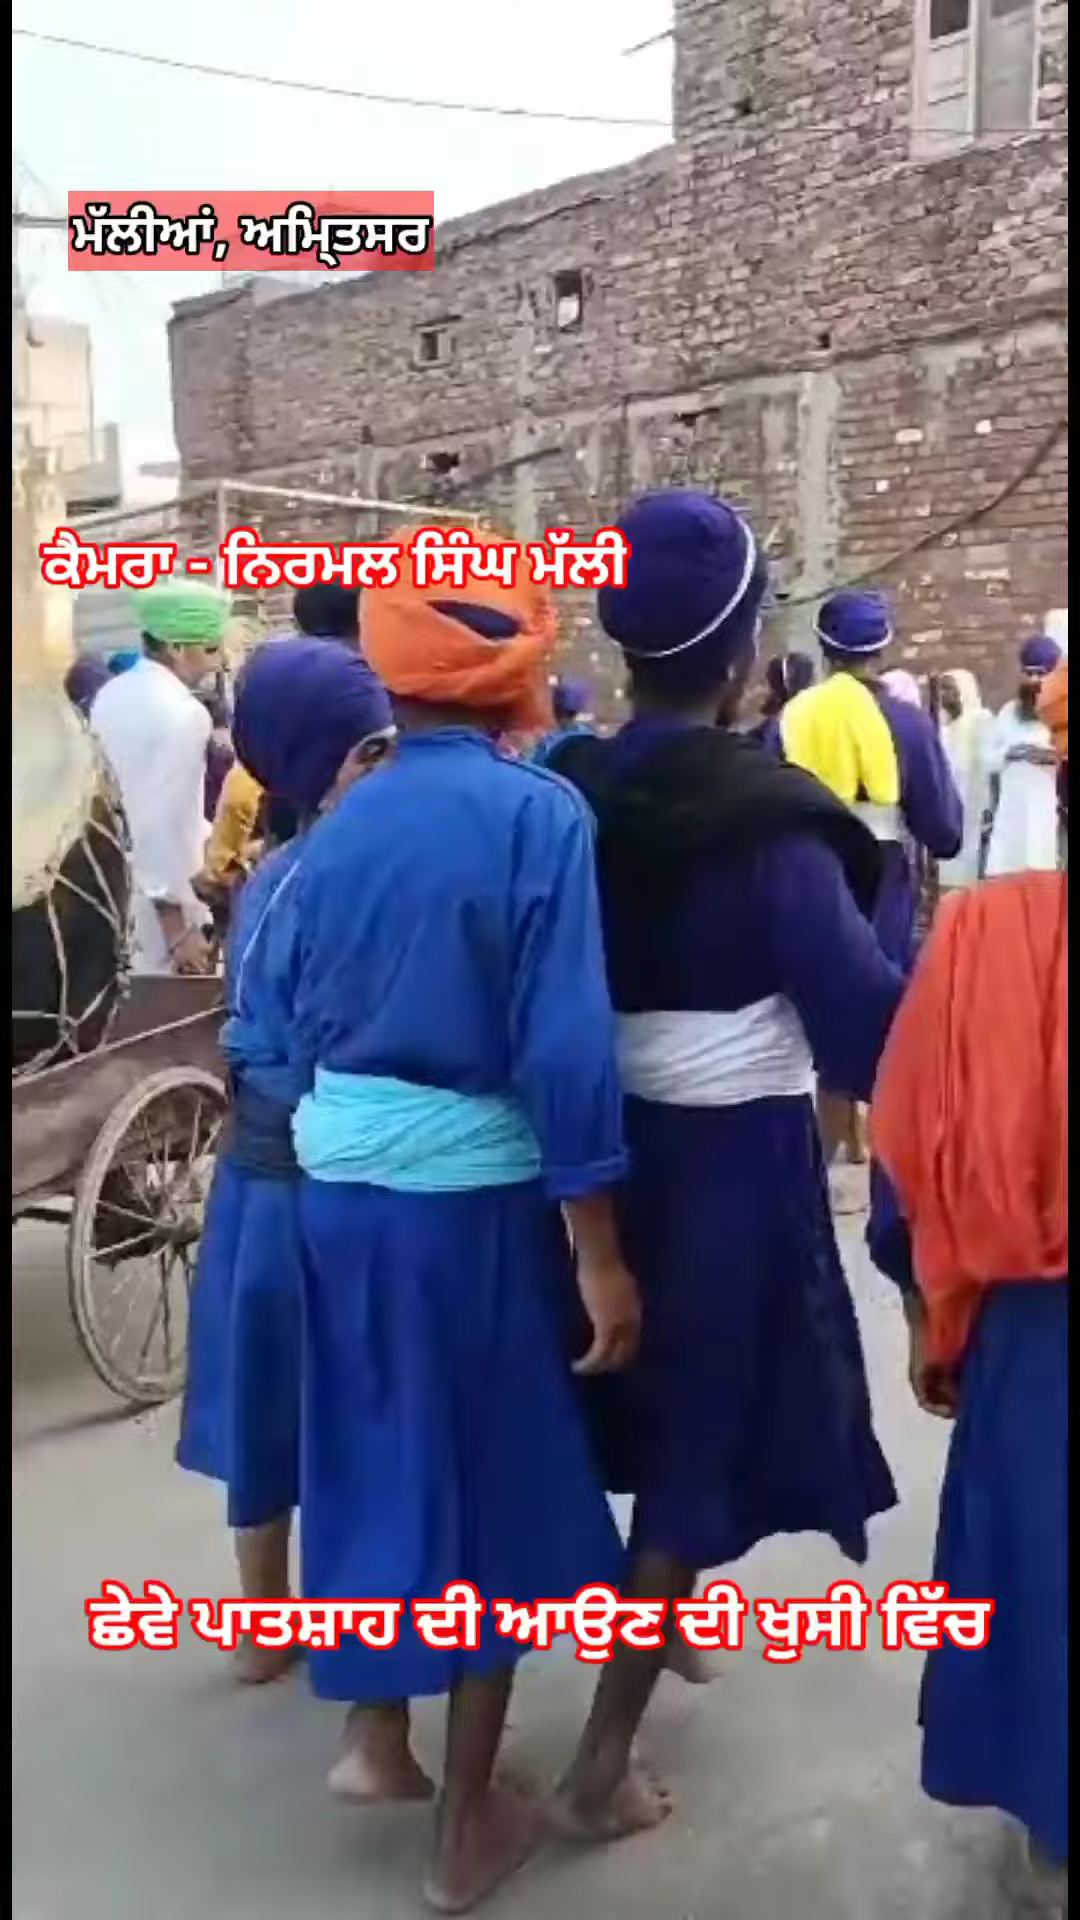 ਮੱਲੀਆਂ, ਅਮ੍ਰਿਤਸਰ
ਕੈਮਰਾ - ਨਿਰਮਲ ਸਿੰਘ ਮੱਲੀ
ਛੇਵੇ ਪਾਤਸ਼ਾਹ ਦੀ ਆਉਣ ਦੀ ਖੁਸੀ ਵਿੱਚ